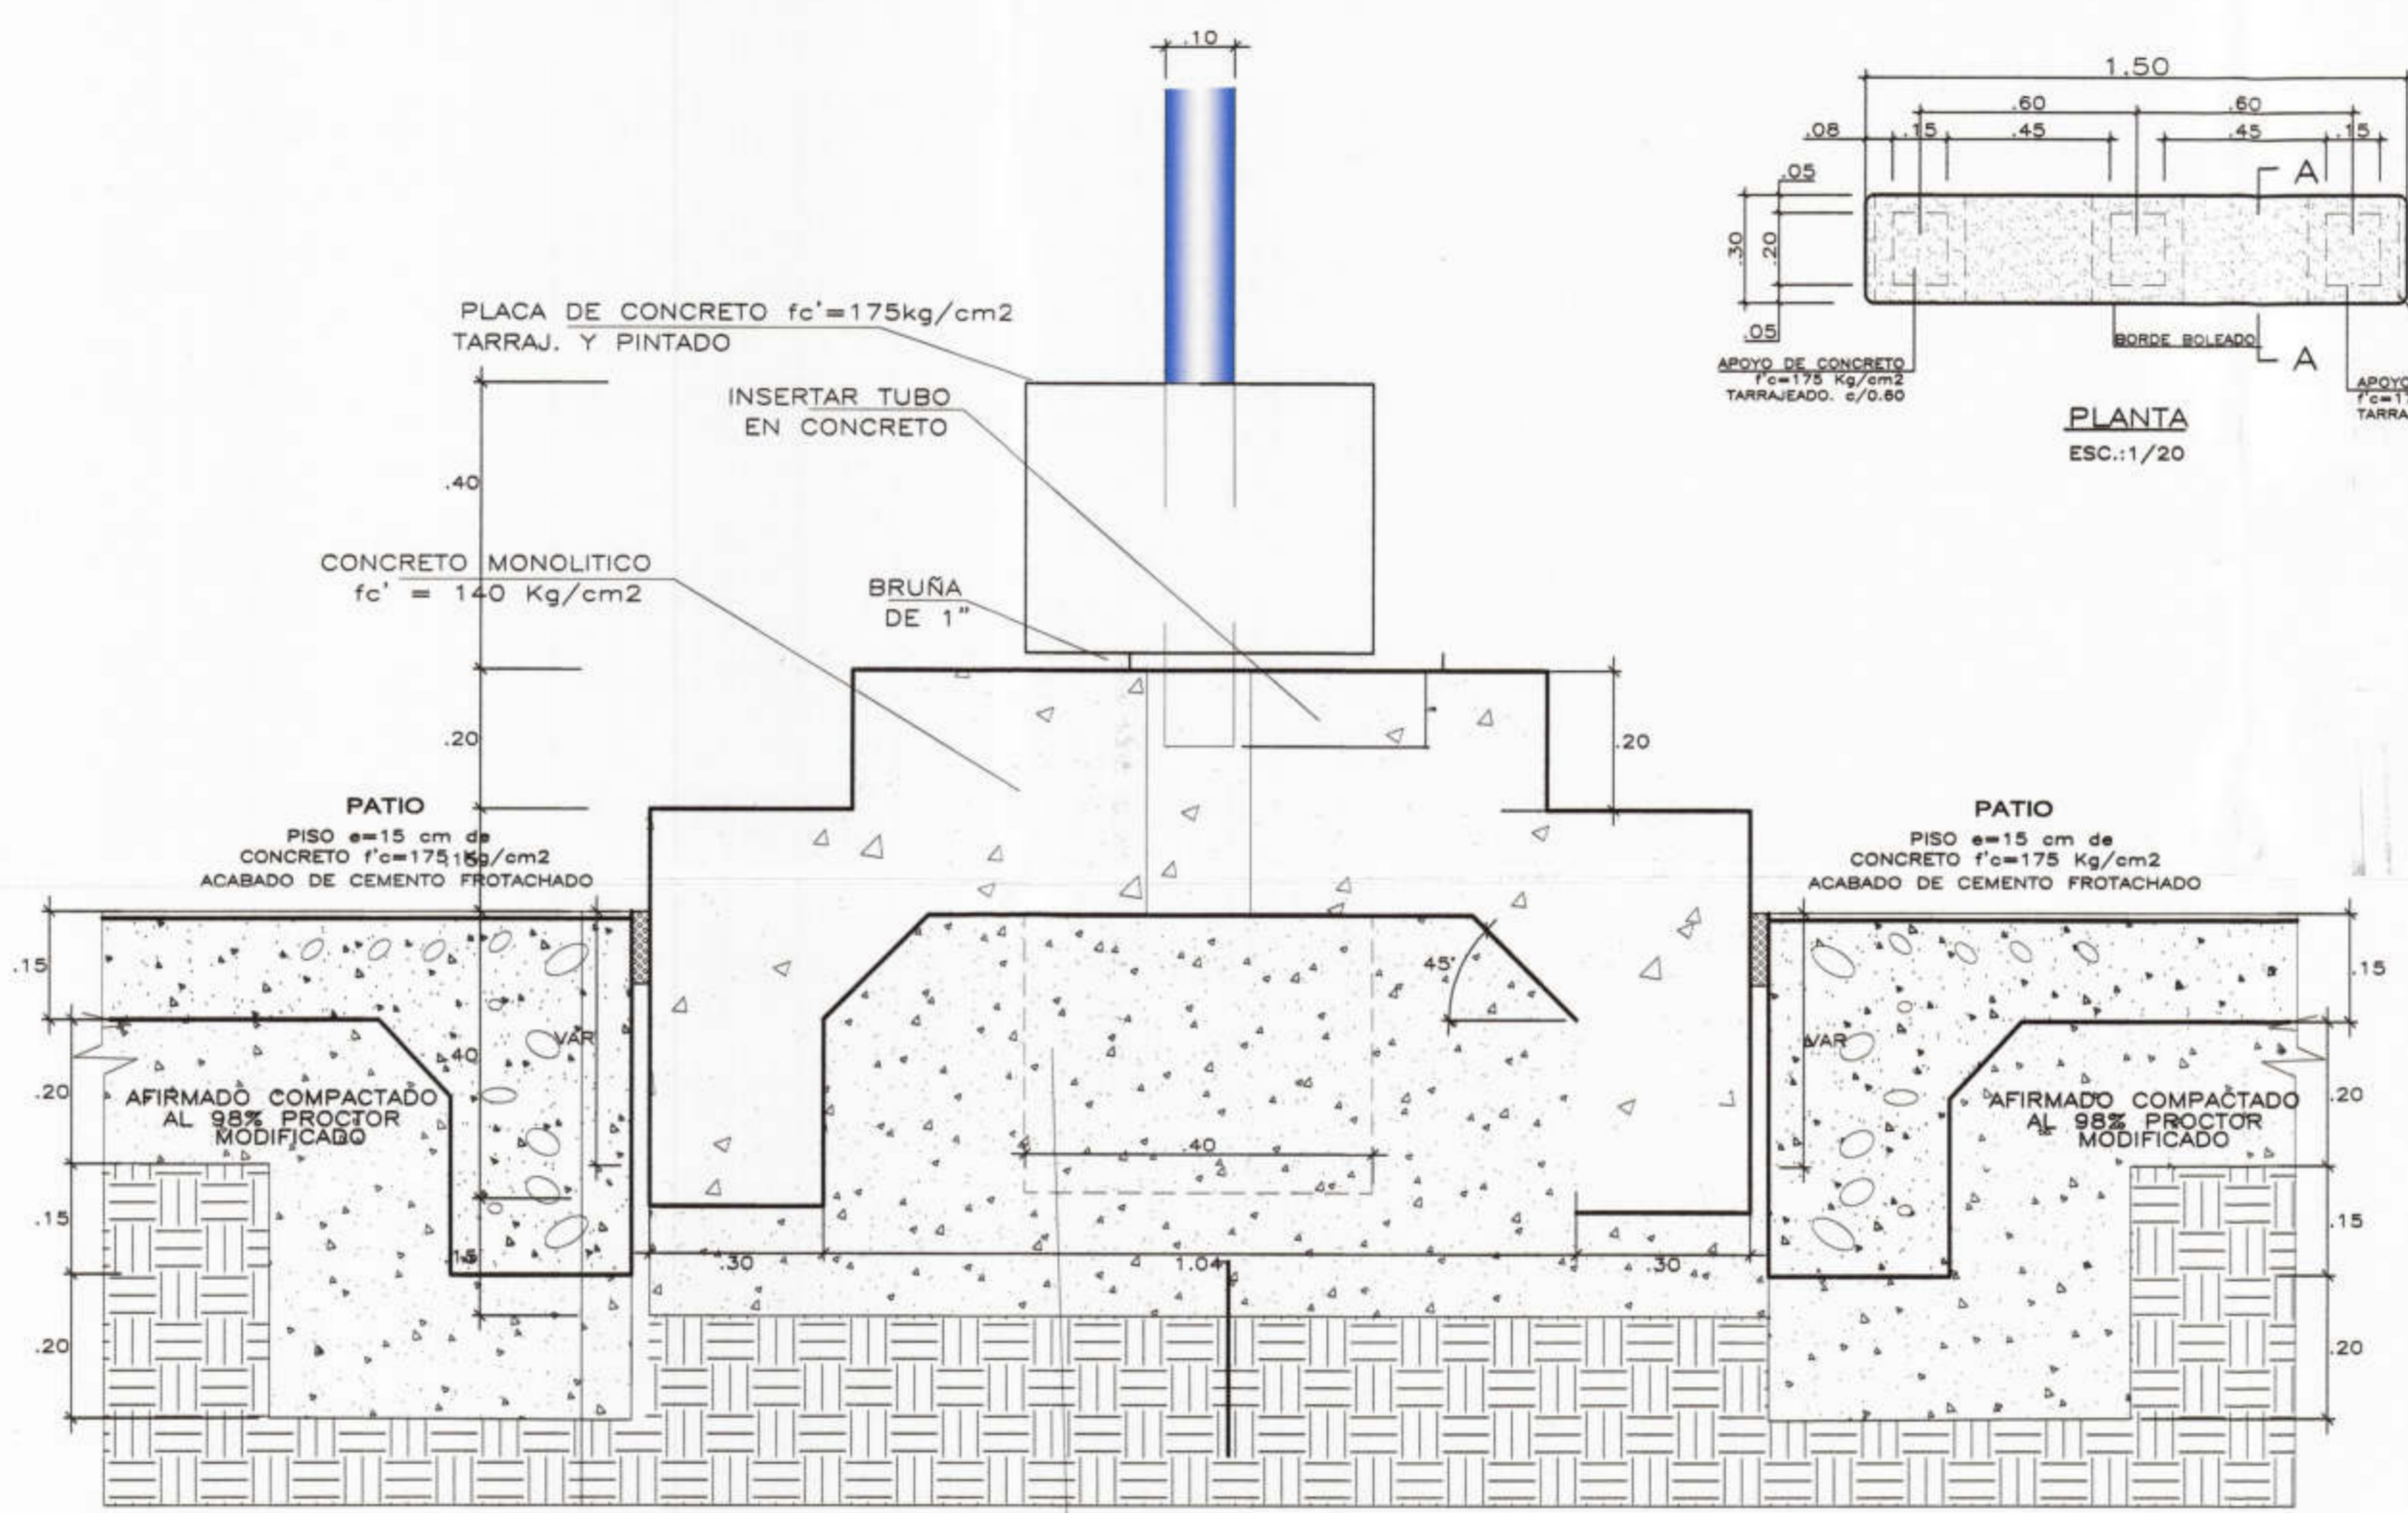 .10
PLACA DE CONCRETO fc'=175kg/cm2
TARRAJ. Y PINTADO
INSERTAR TUBO
EN CONCRETO
.40
CONCRETO MONOLITICO
fc' = 140 Kg/cm2
BRUÑA
DE 1"
.20
.20
PATIO
PISO e=15 cm de
CONCRETO f'c=175 Kg/cm2
ACABADO DE CEMENTO FROTACHADO
.15
PATIO
PISO e=15 cm de
CONCRETO f'c=175 Kg/cm2
ACABADO DE CEMENTO FROTACHADO
.15
.20
.15
.20
.40
VAR
AFIRMADO COMPACTADO
AL 98% PROCTOR
MODIFICADO
.15
45°
.40
.30
1.04
.30
VAR
AFIRMADO COMPACTADO
AL 98% PROCTOR
MODIFICADO
.15
.20
.15
.20
1.50
.60
.60
.08
.15
.45
.45
.15
.05
A
.30
.20
.05
BORDE BOLEADO
A
APOYO DE CONCRETO
f'c=175 Kg/cm2
TARRAJEADO. c/0.60
APOYO
f'c=17
TARRA
PLANTA
ESC.:1/20